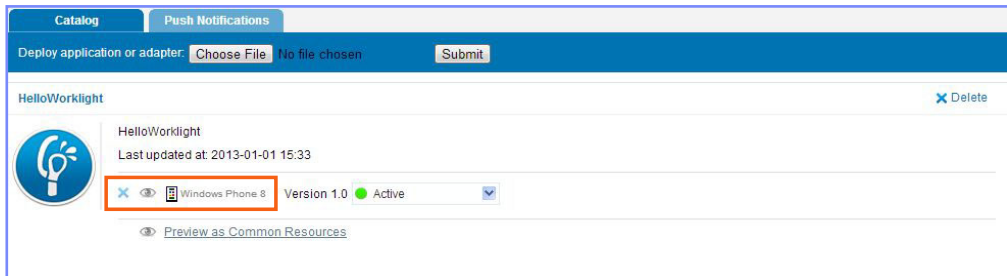 Catalog Push Notifications
Deploy application or adapter: Choose File No file chosen Submit
HelloWorklight Delete
HelloWorklight
Last updated at: 2013-01-01 15:33
Windows Phone 8 Version 1.0 Active
Preview as Common Resources